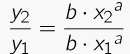 y₂/y₁ = b · x₂ᵃ / b · x₁ᵃ